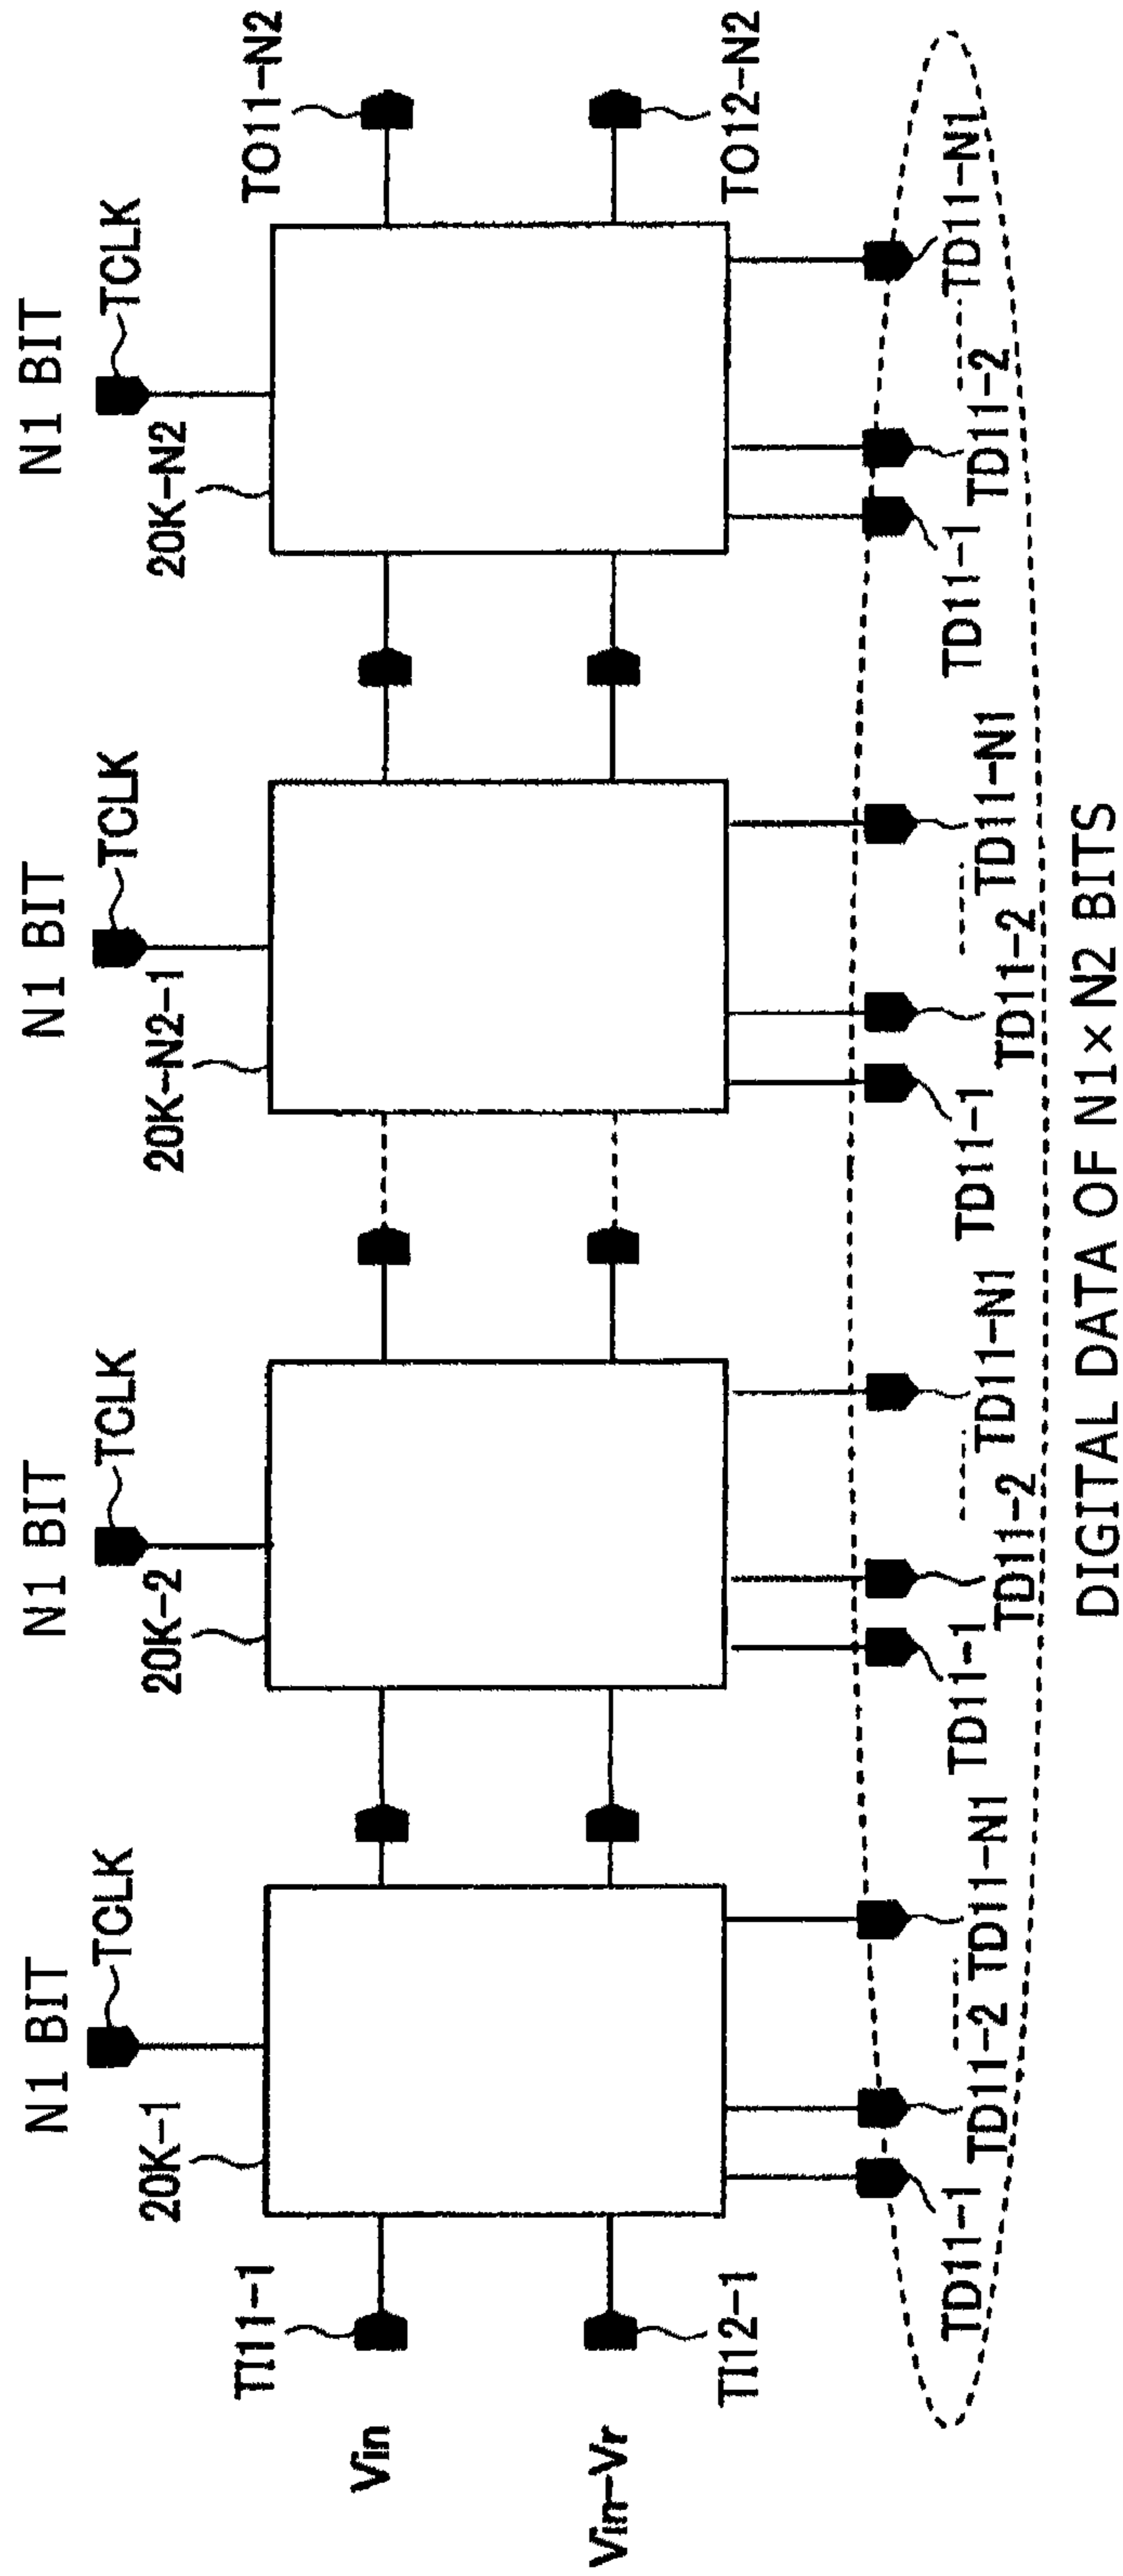 N1 BIT
N1 BIT
N1 BIT
N1 BIT
TCLK
TCLK
TCLK
TCLK
20K-1
20K-2
20K-N2-1
20K-N2
TI11-1
TO11-N2
Vin
Vin-Vr
TI12-1
TO12-N2
TD11-1
TD11-2
TD11-N1
TD11-1
TD11-2
TD11-N1
TD11-1
TD11-2
TD11-N1
TD11-1
TD11-2
TD11-N1
DIGITAL DATA OF N1×N2 BITS